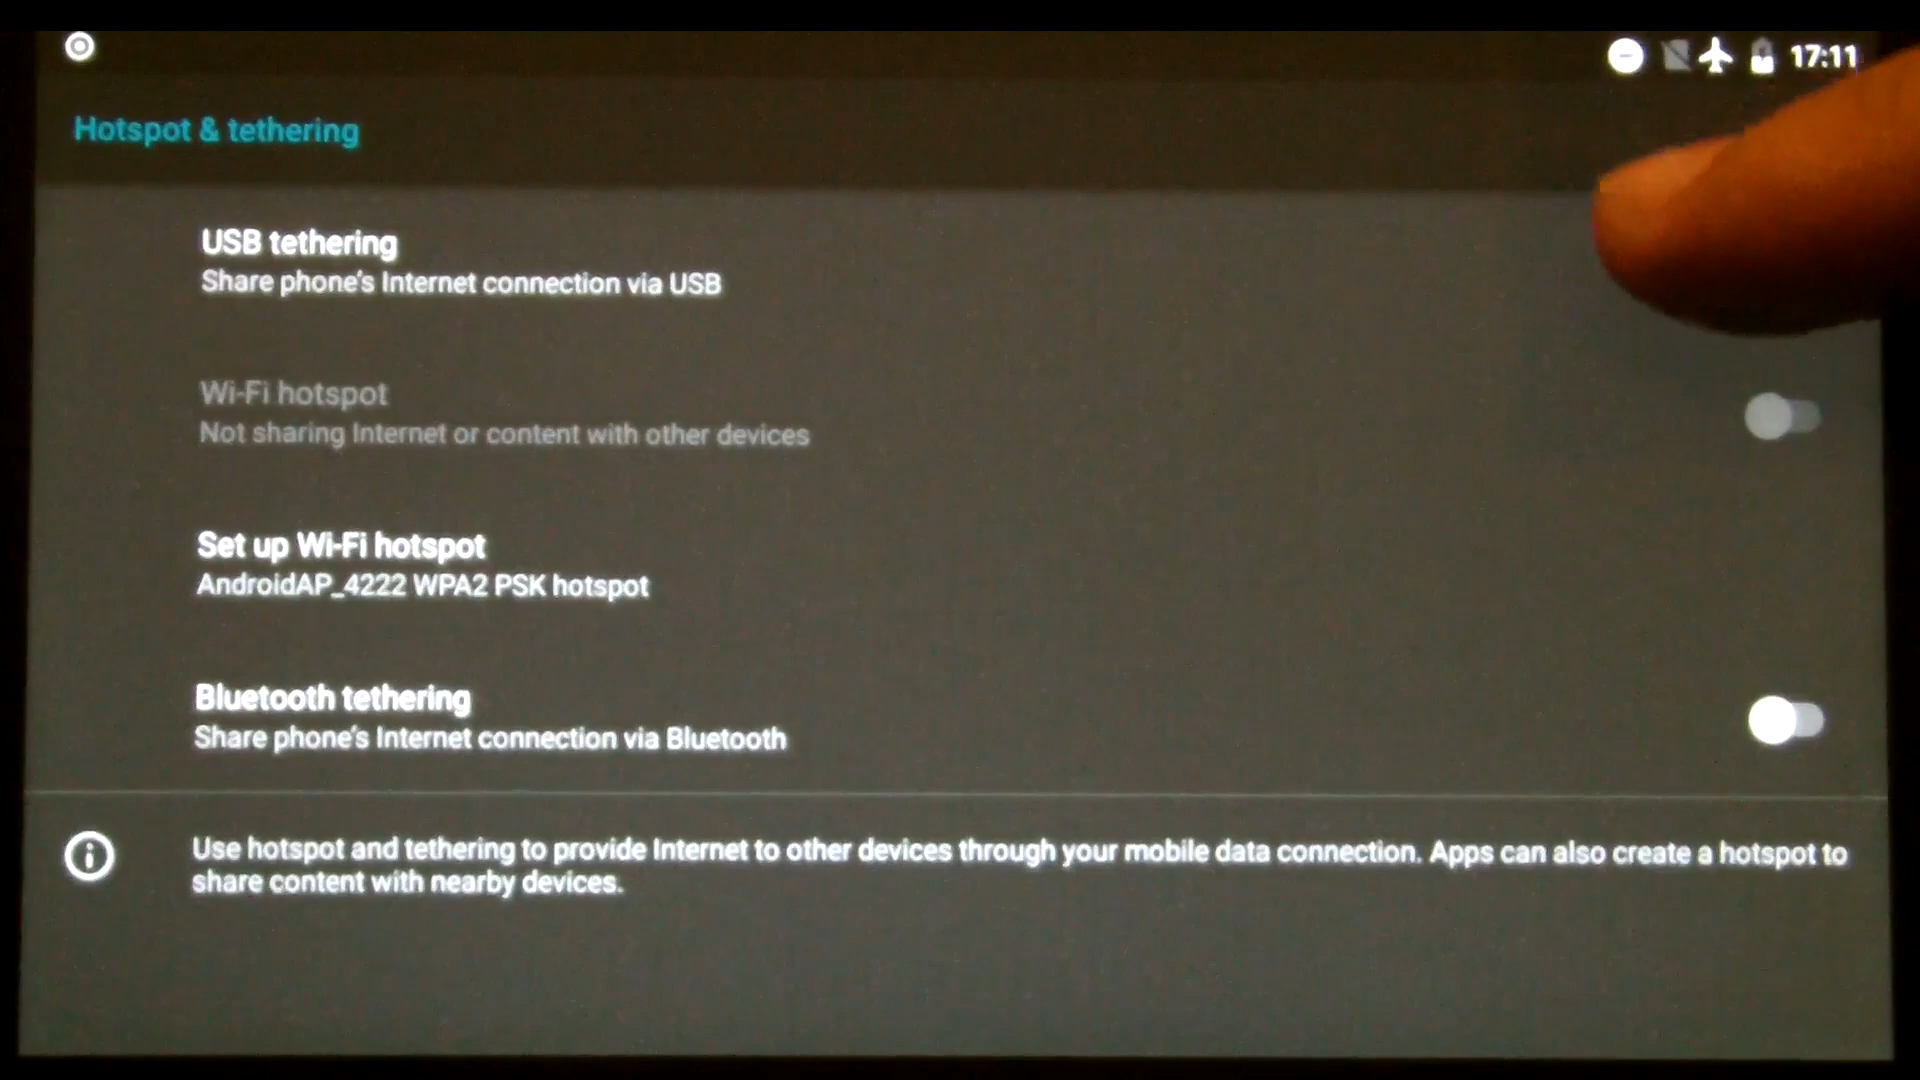 17:11
Hotspot & tethering
USB tethering
Share phone's Internet connection via USB
Wi-Fi hotspot
Not sharing Internet or content with other devices
Set up Wi-Fi hotspot
AndroidAP_4222 WPA2 PSK hotspot
Bluetooth tethering
Share phone's Internet connection via Bluetooth
Use hotspot and tethering to provide Internet to other devices through your mobile data connection. Apps can also create a hotspot to
share content with nearby devices.